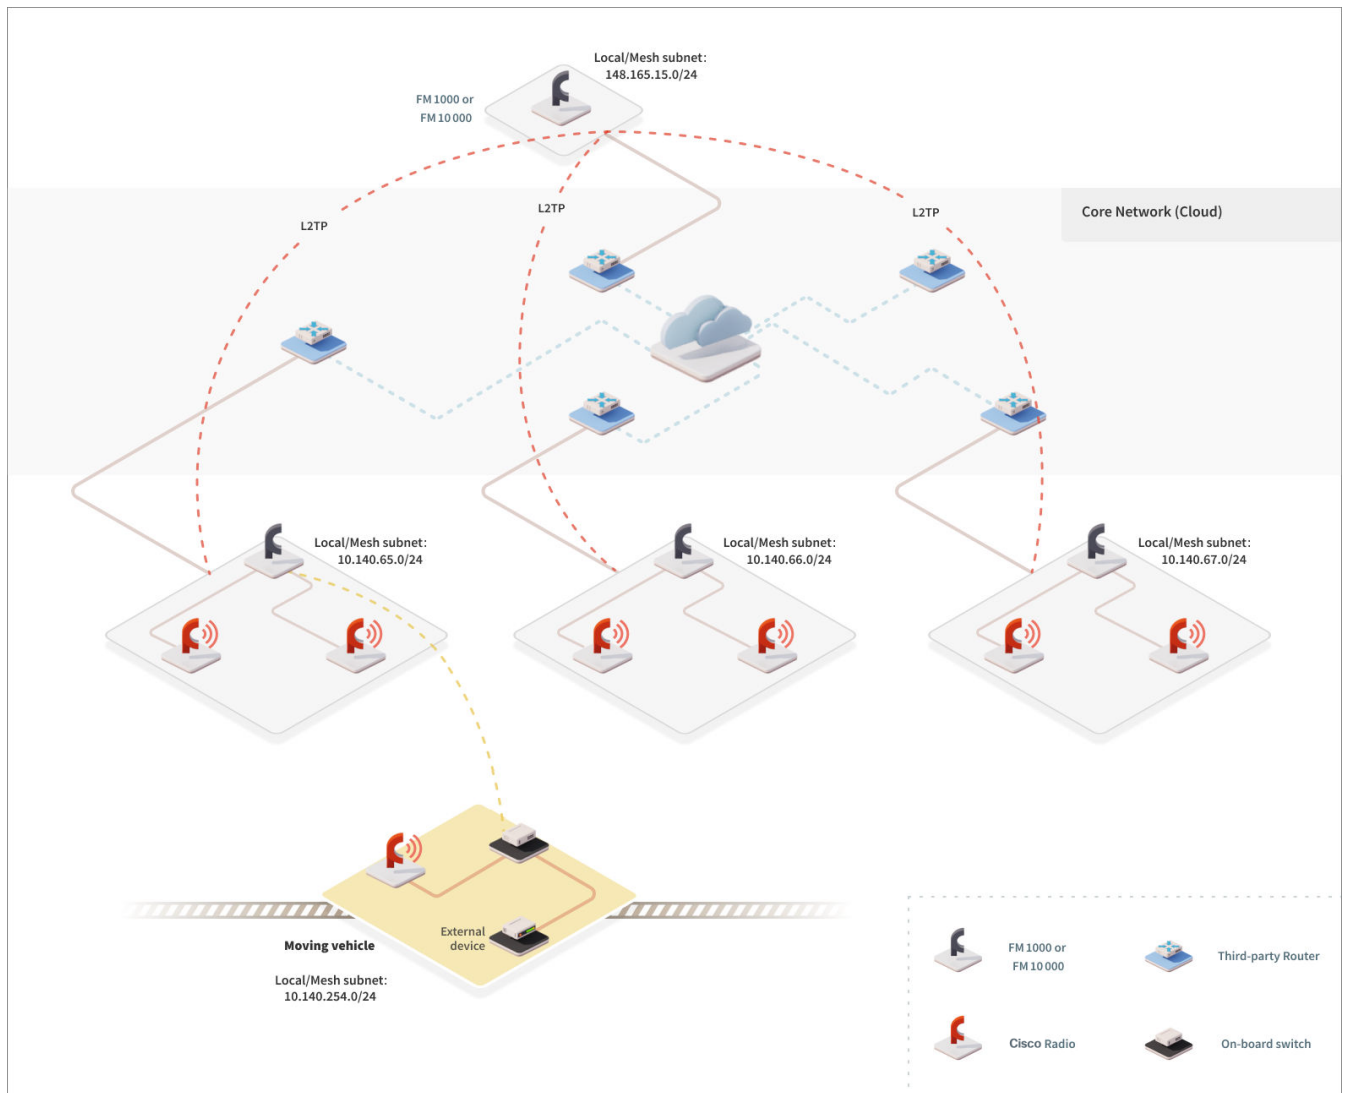 Local/Mesh subnet:
148.165.15.0/24
FM 1000 or
FM 10 000
Core Network (Cloud)
L2TP
L2TP
L2TP
Local/Mesh subnet:
10.140.65.0/24
Local/Mesh subnet:
10.140.66.0/24
Local/Mesh subnet:
10.140.67.0/24
External
device
Moving vehicle
Local/Mesh subnet:
10.140.254.0/24
FM 1000 or
FM 10 000
Third-party Router
Cisco Radio
On-board switch